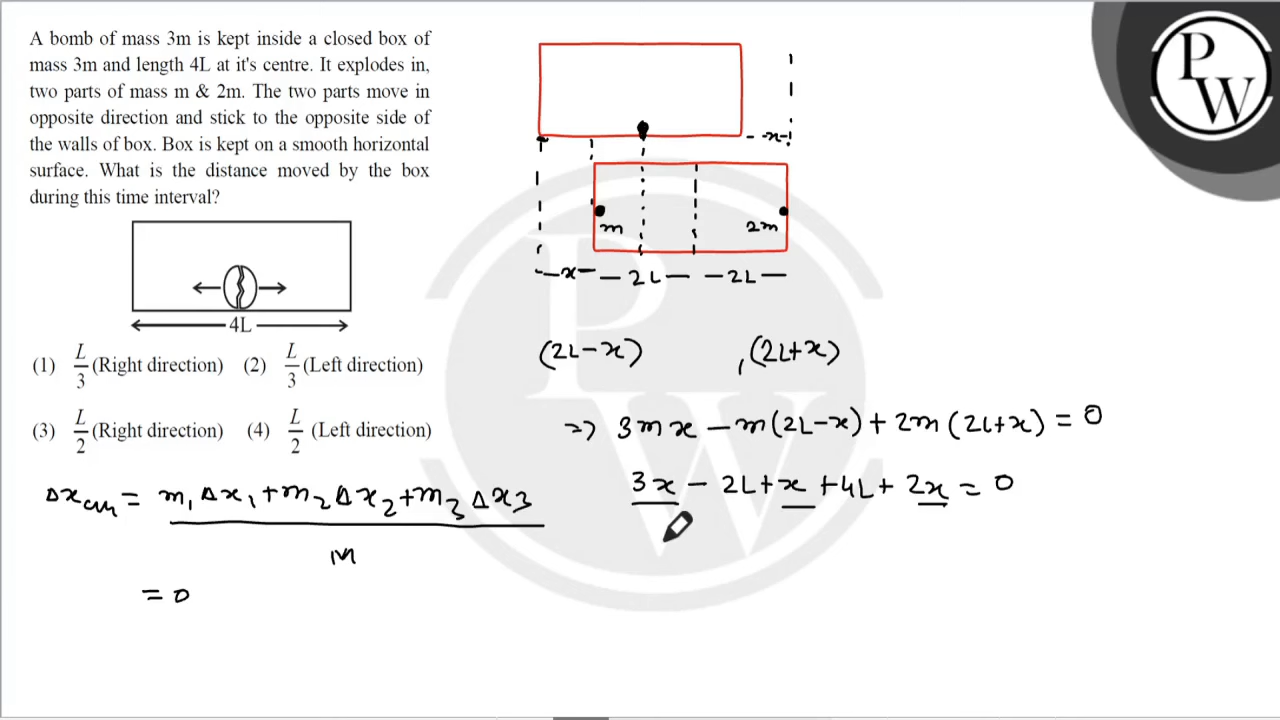 A bomb of mass 3m is kept inside a closed box of
mass 3m and length 4L at it's centre. It explodes in,
two parts of mass m & 2m. The two parts move in
opposite direction and stick to the opposite side of
the walls of box. Box is kept on a smooth horizontal
surface. What is the distance moved by the box
during this time interval?
4L
(1) L/3 (Right direction) (2) L/3 (Left direction)
(3) L/2 (Right direction) (4) L/2 (Left direction)
Δx_cm = (m₁Δx₁+m₂Δx₂+m₃Δx₃)/M
= 0
x
m 2m
x 2L 2L
(2L-x) , (2L+x)
=> 3mx - m(2L-x) + 2m(2L+x) = 0
3x - 2L + x + 4L + 2x = 0
P
W
P
W